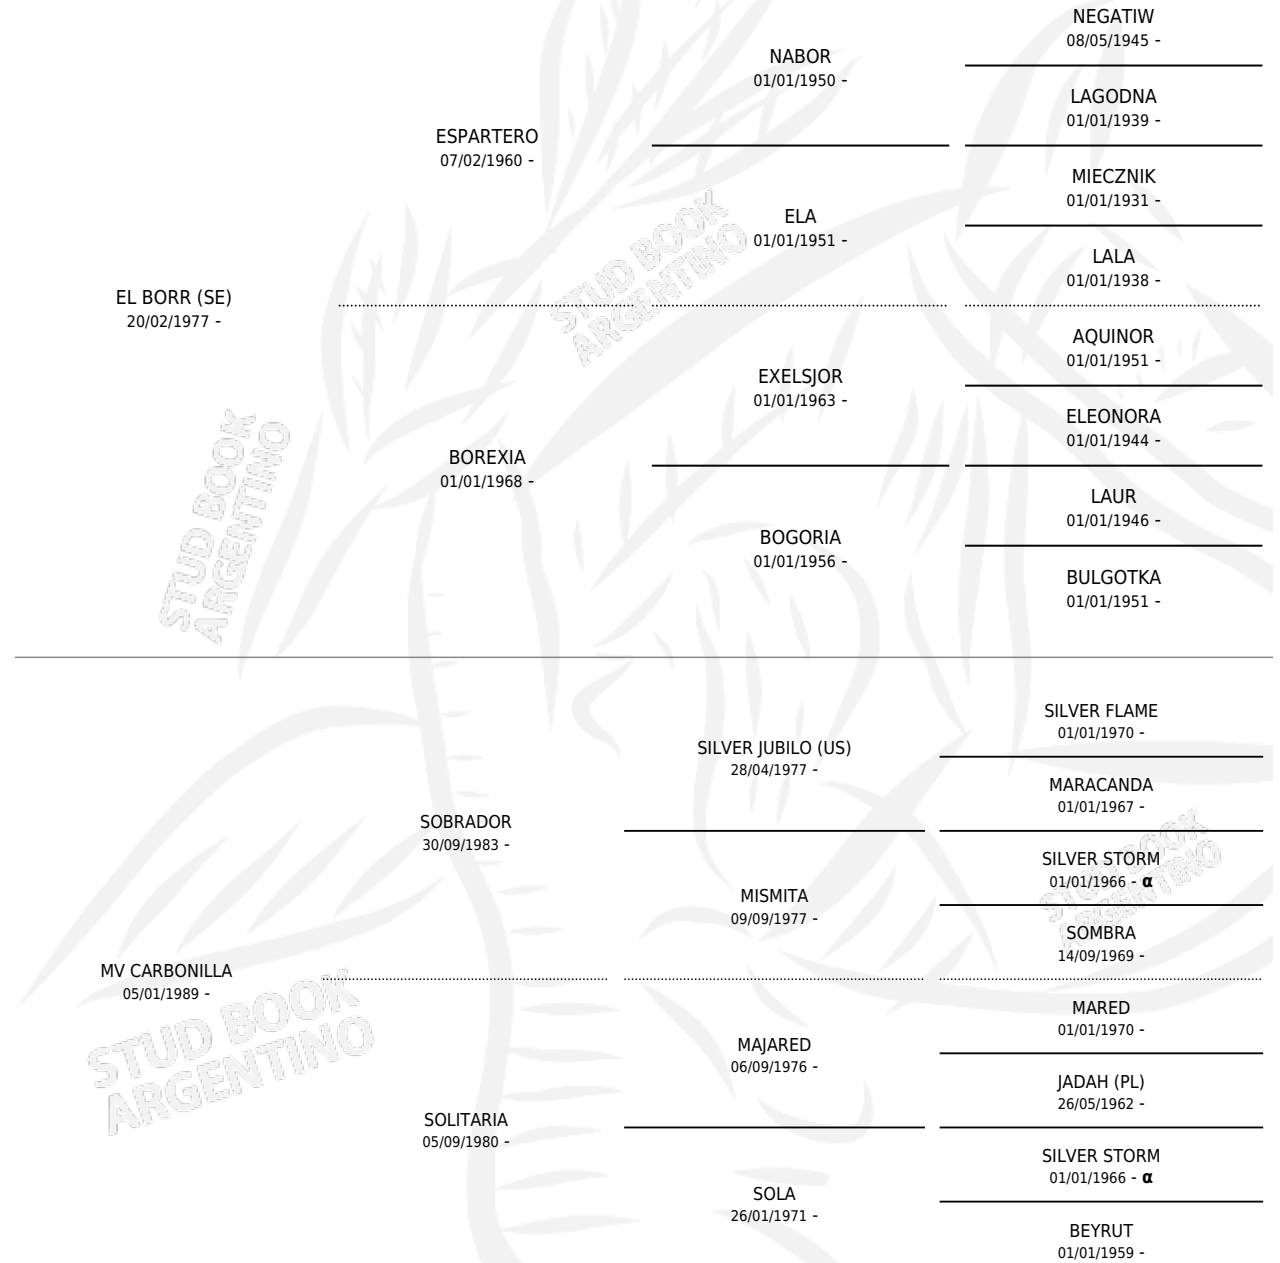 NEGATIW
08/05/1945 -
NABOR
01/01/1950 -
LAGODNA
01/01/1939 -
ESPARTERO
07/02/1960 -
MIECZNIK
01/01/1931 -
ELA
01/01/1951 -
LALA
01/01/1938 -
EL BORR (SE)
20/02/1977 -
AQUINOR
01/01/1951 -
EXELSJOR
01/01/1963 -
ELEONORA
01/01/1944 -
BOREXIA
01/01/1968 -
LAUR
01/01/1946 -
BOGORIA
01/01/1956 -
BULGOTKA
01/01/1951 -
SILVER FLAME
01/01/1970 -
SILVER JUBILO (US)
28/04/1977 -
MARACANDA
01/01/1967 -
SOBRADOR
30/09/1983 -
SILVER STORM
01/01/1966 - α
MISMITA
09/09/1977 -
SOMBRA
14/09/1969 -
MV CARBONILLA
05/01/1989 -
MARED
01/01/1970 -
MAJARED
06/09/1976 -
JADAH (PL)
26/05/1962 -
SOLITARIA
05/09/1980 -
SILVER STORM
01/01/1966 - α
SOLA
26/01/1971 -
BEYRUT
01/01/1959 -
STUD BOOK
ARGENTINO
STUD BOOK
ARGENTINO
STUD BOOK
ARGENTINO
STUD BOOK
ARGENTINO